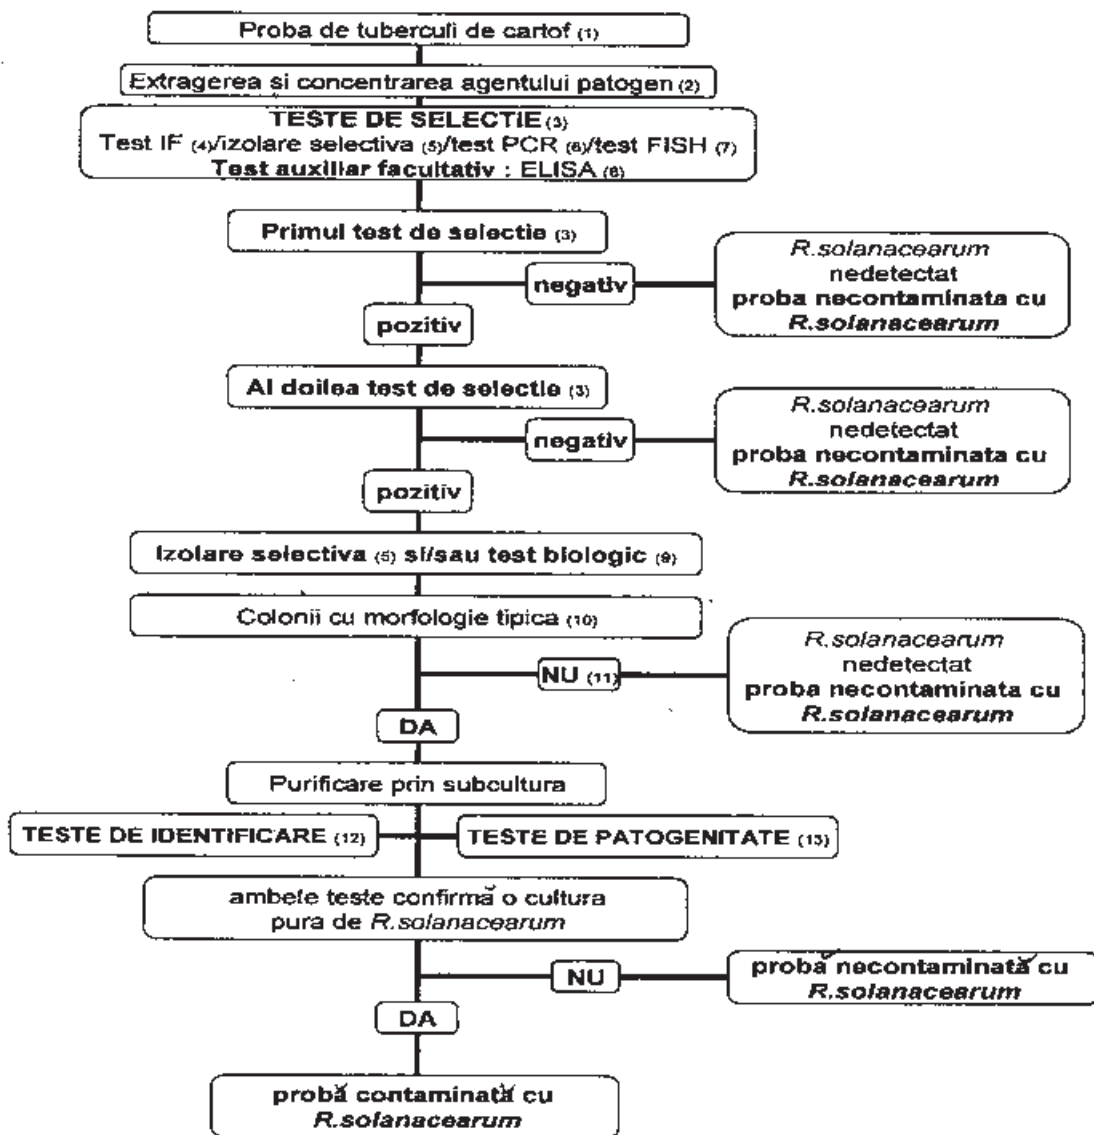 Proba de tuberculi de cartof (1)
Extragerea si concentrarea agentului patogen (2)
TESTE DE SELECTIE (3)
Test IF (4)/izolare selectiva (5)/test PCR (6)/test FISH (7)
Test auxiliar facultativ : ELISA (8)
Primul test de selectie (3)
negativ
R.solanacearum
nedetectat
proba necontaminata cu
R.solanacearum
pozitiv
Al doilea test de selectie (3)
negativ
R.solanacearum
nedetectat
proba necontaminata cu
R.solanacearum
pozitiv
Izolare selectiva (5) si/sau test biologic (9)
Colonii cu morfologie tipica (10)
NU (11)
R.solanacearum
nedetectat
proba necontaminata cu
R.solanacearum
DA
Purificare prin subcultura
TESTE DE IDENTIFICARE (12)
TESTE DE PATOGENITATE (13)
ambele teste confirmă o cultura
pura de R.solanacearum
NU
probă necontaminată cu
R.solanacearum
DA
probă contaminată cu
R.solanacearum